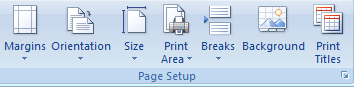 Margins Orientation Size Print Area Breaks Background Print Titles
Page Setup